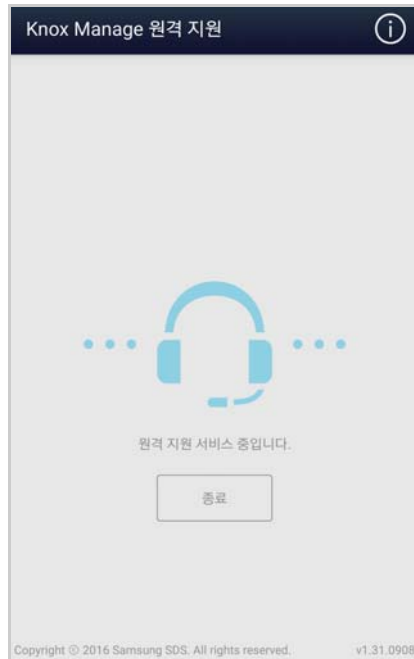 Knox Manage 원격 지원
원격 지원 서비스 중입니다.
종료
Copyright ⓒ 2016 Samsung SDS. All rights reserved. v1.31.0908